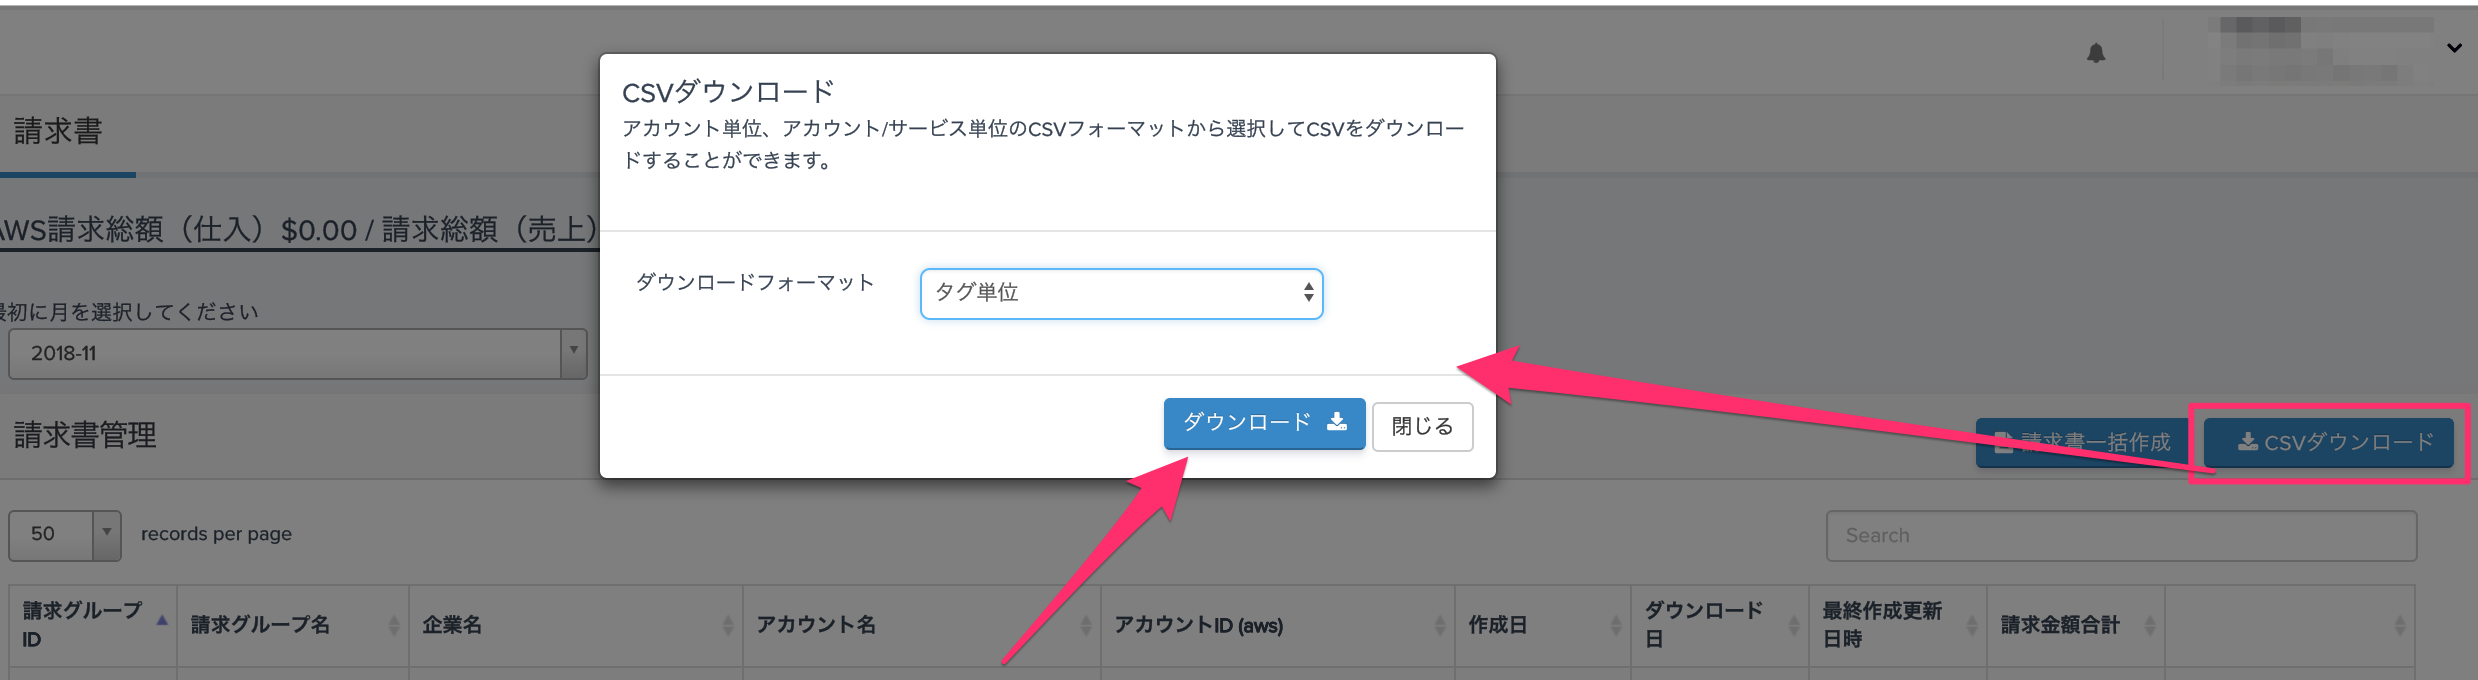 CSVダウンロード
アカウント単位、アカウント/サービス単位のCSVフォーマットから選択してCSVをダウンロー
ドすることができます。
ダウンロードフォーマット
タグ単位
ダウンロード
閉じる
請求書
AWS請求総額（仕入）$0.00 / 請求総額（売上）
最初に月を選択してください
2018-11
請求書管理
請求書一括作成
CSVダウンロード
50
records per page
Search
請求グループ
ID
請求グループ名
企業名
アカウント名
アカウントID (aws)
作成日
ダウンロード
日
最終作成更新
日時
請求金額合計